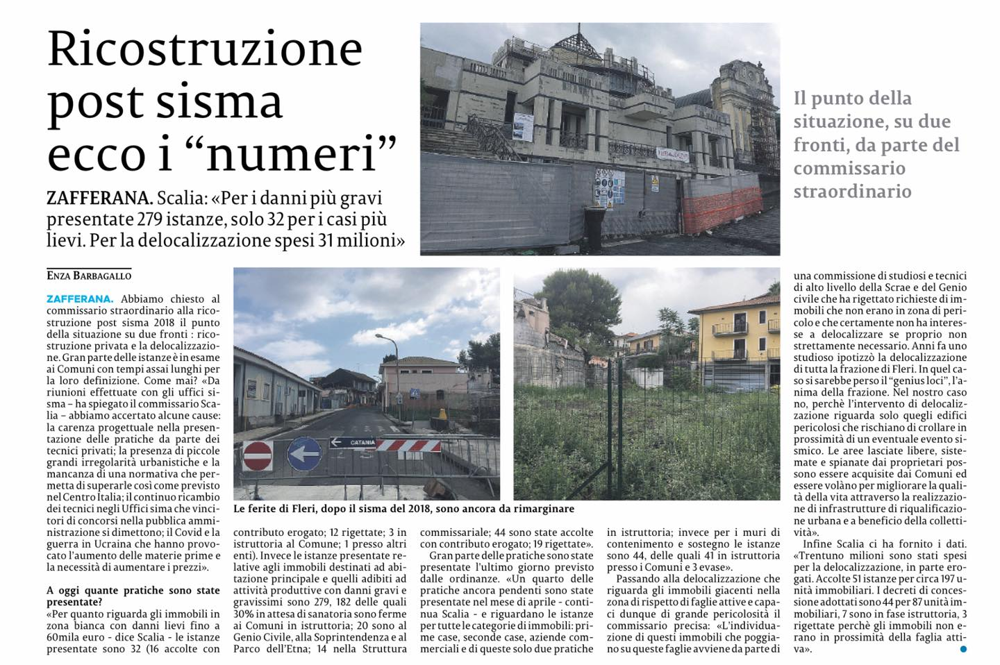 Ricostruzione
post sisma
ecco i “numeri”
ZAFFERANA. Scalia: «Per i danni più gravi
presentate 279 istanze, solo 32 per i casi più
lievi. Per la delocalizzazione spesi 31 milioni»
Il punto della
situazione, su due
fronti, da parte del
commissario
straordinario
ENZA BARBAGALLO
ZAFFERANA. Abbiamo chiesto al
commissario straordinario alla rico-
struzione post sisma 2018 il punto
della situazione su due fronti : rico-
struzione privata e la delocalizzazio-
ne. Gran parte delle istanze è in esame
ai Comuni con tempi assai lunghi per
la loro definizione. Come mai? «Da
riunioni effettuate con gli uffici si-
sma – ha spiegato il commissario Sca-
lia – abbiamo accertato alcune cause:
la carenza progettuale nella presen-
tazione delle pratiche da parte dei
tecnici privati; la presenza di piccole
grandi irregolarità urbanistiche e la
mancanza di una normativa che per-
metta di superarle così come previsto
nel Centro Italia; il continuo ricambio
dei tecnici negli Uffici sima che vinci-
tori di concorsi nella pubblica ammi-
nistrazione si dimettono; il Covid e la
guerra in Ucraina che hanno provo-
cato l’aumento delle materie prime e
la necessità di aumentare i prezzi».
A oggi quante pratiche sono state
presentate?
«Per quanto riguarda gli immobili in
zona bianca con danni lievi fino a
60mila euro - dice Scalia - le istanze
presentate sono 32 (16 accolte con
CATANIA
Le ferite di Fleri, dopo il sisma del 2018, sono ancora da rimarginare
contributo erogato; 12 rigettate; 3 in
istruttoria al Comune; 1 presso altri
enti). Invece le istanze presentate re-
lative agli immobili destinati ad abi-
tazione principale e quelli adibiti ad
attività produttive con danni gravi e
gravissimi sono 279, 182 delle quali
30% in attesa di sanatoria sono ferme
ai Comuni in istruttoria; 20 sono al
Genio Civile, alla Soprintendenza e al
Parco dell’Etna; 14 nella Struttura
commissariale; 44 sono state accolte
con contributo erogato; 19 rigettate».
Gran parte delle pratiche sono state
presentate l’ultimo giorno previsto
dalle ordinanze. «Un quarto delle
pratiche ancora pendenti sono state
presentate nel mese di aprile - conti-
nua Scalia - e riguardano le istanze
per tutte le categorie di immobili: pri-
me case, seconde case, aziende com-
merciali e di queste solo due pratiche
in istruttoria; invece per i muri di
contenimento e sostegno le istanze
sono 44, delle quali 41 in istruttoria
presso i Comuni e 3 evase».
Passando alla delocalizzazione che
riguarda gli immobili giacenti nella
zona di rispetto di faglie attive e capa-
ci dunque di grande pericolosità il
commissario precisa: «L’individua-
zione di questi immobili che poggia-
no su queste faglie avviene da parte di
una commissione di studiosi e tecnici
di alto livello della Scrae e del Genio
civile che ha rigettato richieste di im-
mobili che non erano in zona di peri-
colo e che certamente non ha interes-
se a delocalizzare se proprio non
strettamente necessario. Anni fa uno
studioso ipotizzò la delocalizzazione
di tutta la frazione di Fleri. In quel ca-
so si sarebbe perso il “genius loci”, l’a-
nima della frazione. Nel nostro caso
no, perchè l’intervento di delocaliz-
zazione riguarda solo quegli edifici
pericolosi che rischiano di crollare in
prossimità di un eventuale evento si-
smico. Le aree lasciate libere, siste-
mate e spianate dai proprietari pos-
sono essere acquisite dai Comuni ed
essere volàno per migliorare la quali-
tà della vita attraverso la realizzazio-
ne di infrastrutture di riqualificazio-
ne urbana e a beneficio della colletti-
vità».
Infine Scalia ci ha fornito i dati.
«Trentuno milioni sono stati spesi
per la delocalizzazione, in parte ero-
gati. Accolte 51 istanze per circa 197 u-
nità immobiliari. I decreti di conces-
sione adottati sono 44 per 87 unità im-
mobiliari, 7 sono in fase istruttoria, 3
rigettate perchè gli immobili non e-
rano in prossimità della faglia atti-
va».